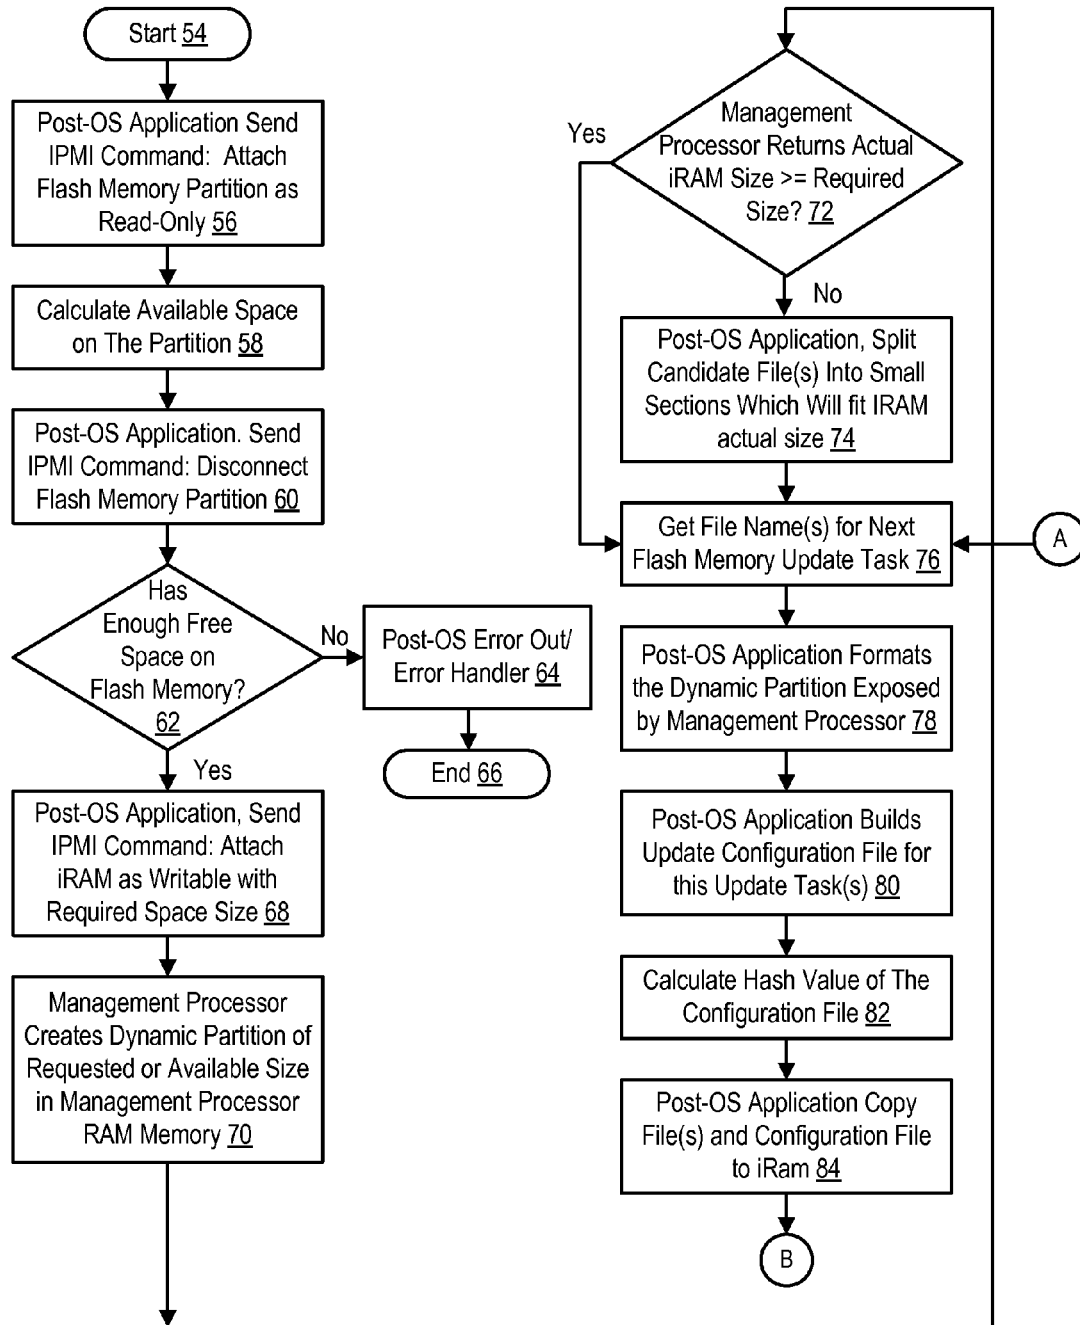 Start 54
Post-OS Application Send
IPMI Command: Attach
Flash Memory Partition as
Read-Only 56
Calculate Available Space
on The Partition 58
Post-OS Application. Send
IPMI Command: Disconnect
Flash Memory Partition 60
Has
Enough Free
Space on
Flash Memory?
62
No
Post-OS Error Out/
Error Handler 64
End 66
Yes
Post-OS Application, Send
IPMI Command: Attach
iRAM as Writable with
Required Space Size 68
Management Processor
Creates Dynamic Partition of
Requested or Available Size
in Management Processor
RAM Memory 70
Management
Processor Returns Actual
iRAM Size >= Required
Size? 72
Yes
No
Post-OS Application, Split
Candidate File(s) Into Small
Sections Which Will fit IRAM
actual size 74
Get File Name(s) for Next
Flash Memory Update Task 76
A
Post-OS Application Formats
the Dynamic Partition Exposed
by Management Processor 78
Post-OS Application Builds
Update Configuration File for
this Update Task(s) 80
Calculate Hash Value of The
Configuration File 82
Post-OS Application Copy
File(s) and Configuration File
to iRam 84
B